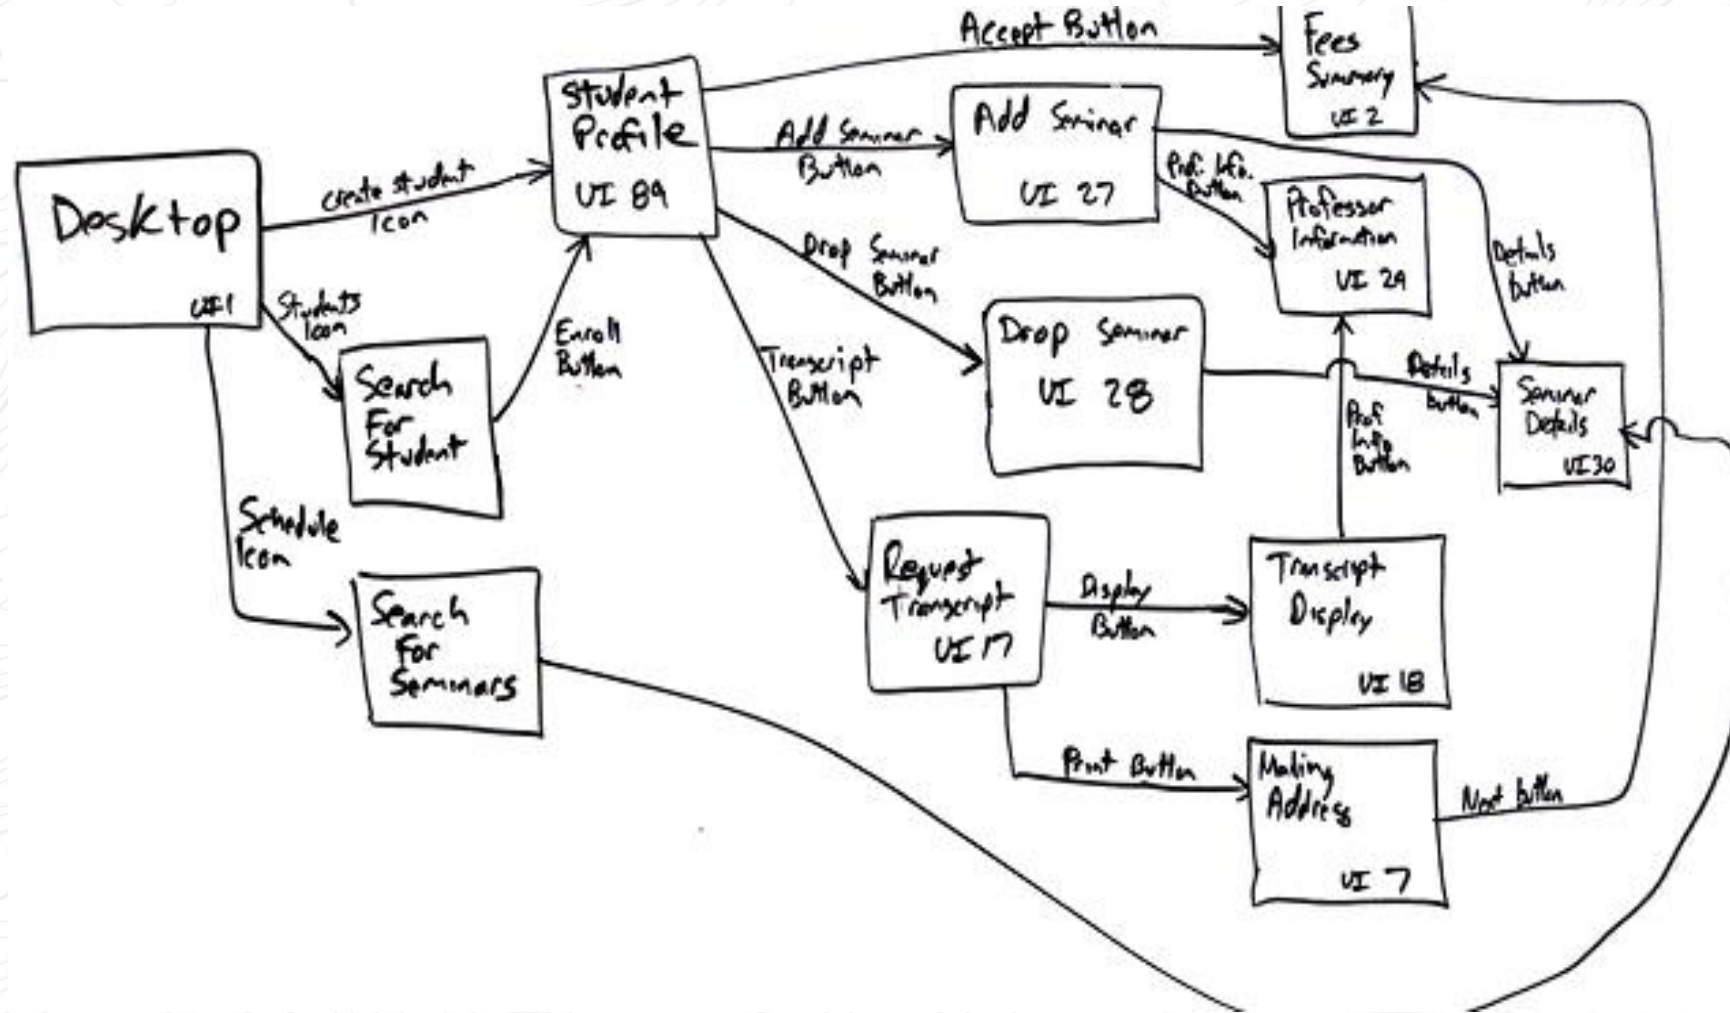 Accept Button
Fees
Summary
UI 2
Student
Profile
UI 89
Add Seminar
Button
Add Seminar
UI 27
Prof. Info.
Button
Professor
Information
UI 29
Details
button
Desktop
UI1
create student
Icon
Students
Icon
Search
For
Student
Enroll
Button
Drop Seminar
Button
Drop Seminar
UI 28
Details
button
Seminar
Details
UI30
Transcript
Button
Prof
Info
Button
Schedule
Icon
Search
For
Seminars
Request
Transcript
UI 17
Display
Button
Transcript
Display
UI 18
Print Button
Mailing
Address
UI 7
Next button